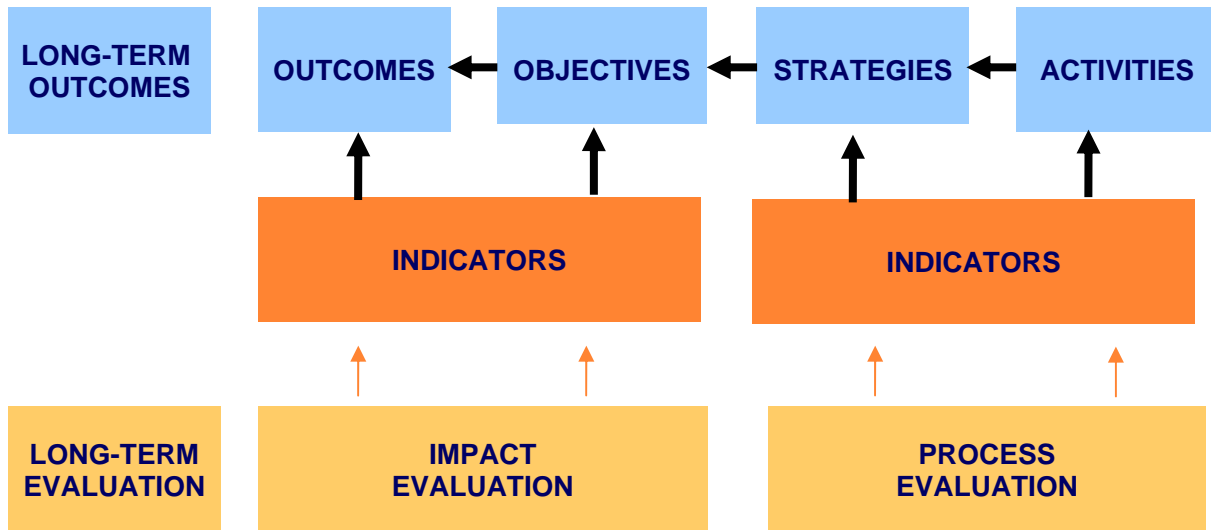 LONG-TERM
OUTCOMES
OUTCOMES
OBJECTIVES
STRATEGIES
ACTIVITIES
INDICATORS
INDICATORS
LONG-TERM
EVALUATION
IMPACT
EVALUATION
PROCESS
EVALUATION